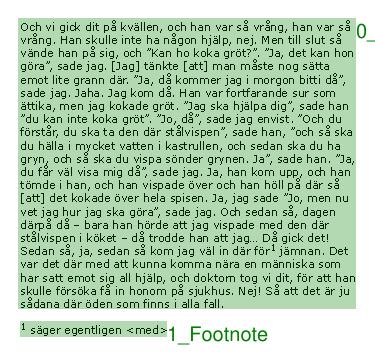 Och vi gick dit på kvällen, och han var så vrång, han var så
vrång. Han skulle inte ha någon hjälp, nej. Men till slut så
vände han på sig, och ”Kan ho koka gröt?”. ”Ja, det kan hon
göra”, sade jag. [Jag] tänkte [att] man måste nog sätta
emot lite grann där. ”Ja, då kommer jag i morgon bitti då”,
sade jag. Jaha. Jag kom då. Han var fortfarande sur som
ättika, men jag kokade gröt. ”Jag ska hjälpa dig”, sade han
”du kan inte koka gröt”. ”Jo, då”, sade jag envist. ”Och du
förstår, du ska ta den där stålvispen”, sade han, ”och så ska
du hälla i mycket vatten i kastrullen, och sedan ska du ha
gryn, och så ska du vispa sönder grynen. Ja”, sade han. ”Ja,
du får väl visa mig då”, sade jag. Ja, han kom upp, och han
tömde i han, och han vispade över och han höll på där så
[att] det kokade över hela spisen. Ja, jag sade ”Jo, men nu
vet jag hur jag ska göra”, sade jag. Och sedan så, dagen
därpå då – bara han hörde att jag vispade med den där
stålvispen i köket – då trodde han att jag... Då gick det!
Sedan så, ja, sedan så kom jag väl in där för¹ jämnan. Det
var det där med att kunna komma nära en människa som
har satt emot sig all hjälp, och doktorn tog vi dit, för att han
skulle försöka få in honom på sjukhus. Nej! Så att det är ju
sådana där öden som finns i alla fall.
0_
¹ säger egentligen <med>
1_Footnote